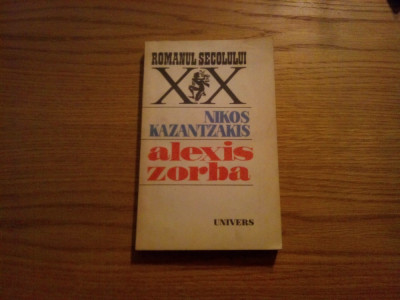 ROMANUL SECOLULUI
XX
NIKOS
KAZANTZAKIS
alexis
zorba
UNIVERS